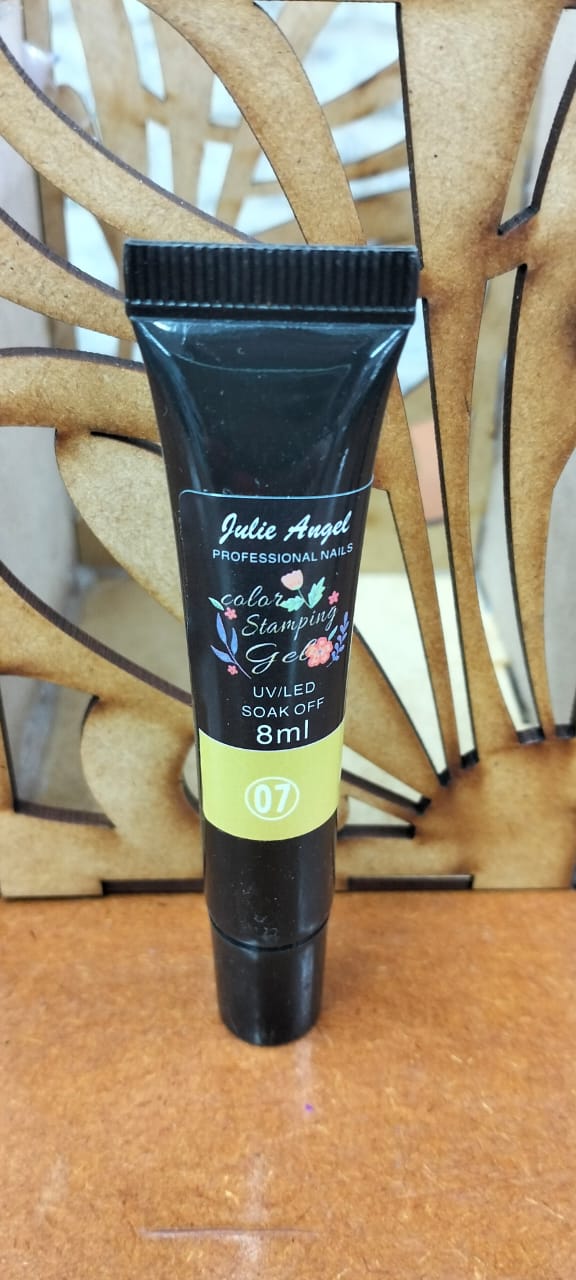 Julie Angel
PROFESSIONAL NAILS
color
Stamping
Gel
UV/LED
SOAK OFF
8ml
07